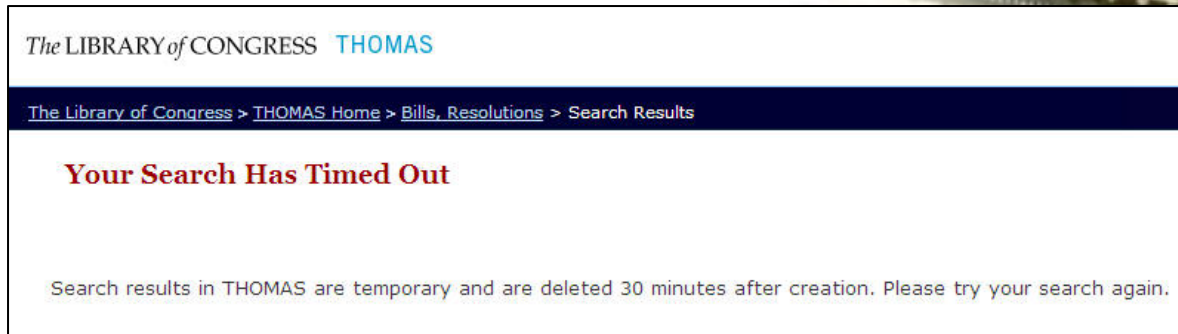 The LIBRARY of CONGRESS THOMAS
The Library of Congress > THOMAS Home > Bills, Resolutions > Search Results
Your Search Has Timed Out
Search results in THOMAS are temporary and are deleted 30 minutes after creation. Please try your search again.